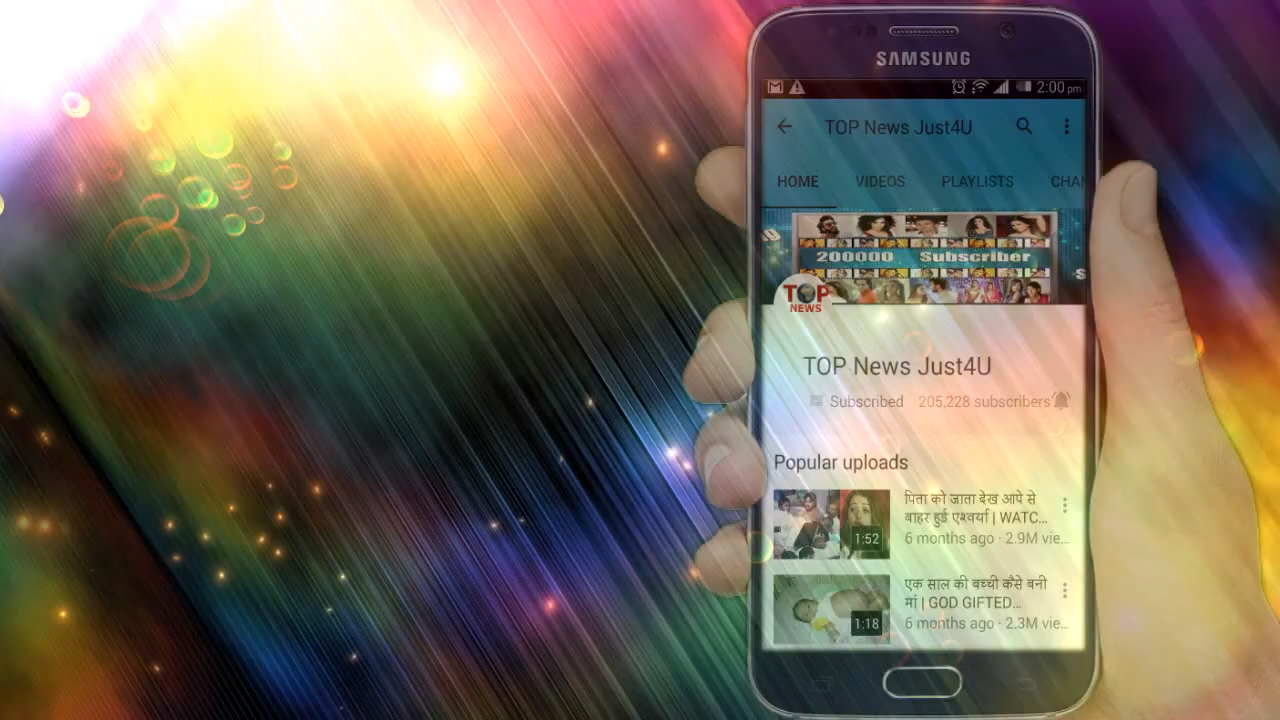 SAMSUNG
2:00 pm
TOP News Just4U
HOME VIDEOS PLAYLISTS CHAN
200000 Subscriber
TOP
NEWS
TOP News Just4U
Subscribed 205,228 subscribers
Popular uploads
पिता को जाता देख आपे से
बाहर हुई एश्वर्या | WATC...
1:52
6 months ago · 2.9M vie...
एक साल की बच्ची कैसे बनी
मां | GOD GIFTED...
1:18
6 months ago · 2.3M vie...